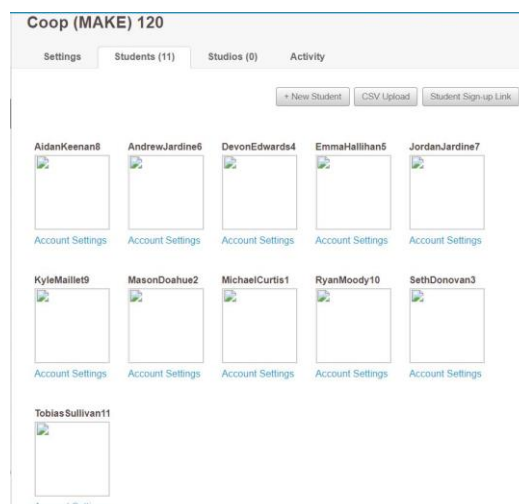 Coop (MAKE) 120
Settings Students (11) Studios (0) Activity
+ New Student CSV Upload Student Sign-up Link
AidanKeenan8 AndrewJardine6 DevonEdwards4 EmmaHallihan5 JordanJardine7
Account Settings Account Settings Account Settings Account Settings Account Settings
KyleMaillet9 MasonDoahue2 MichaelCurtis1 RyanMoody10 SethDonovan3
Account Settings Account Settings Account Settings Account Settings Account Settings
TobiasSullivan11